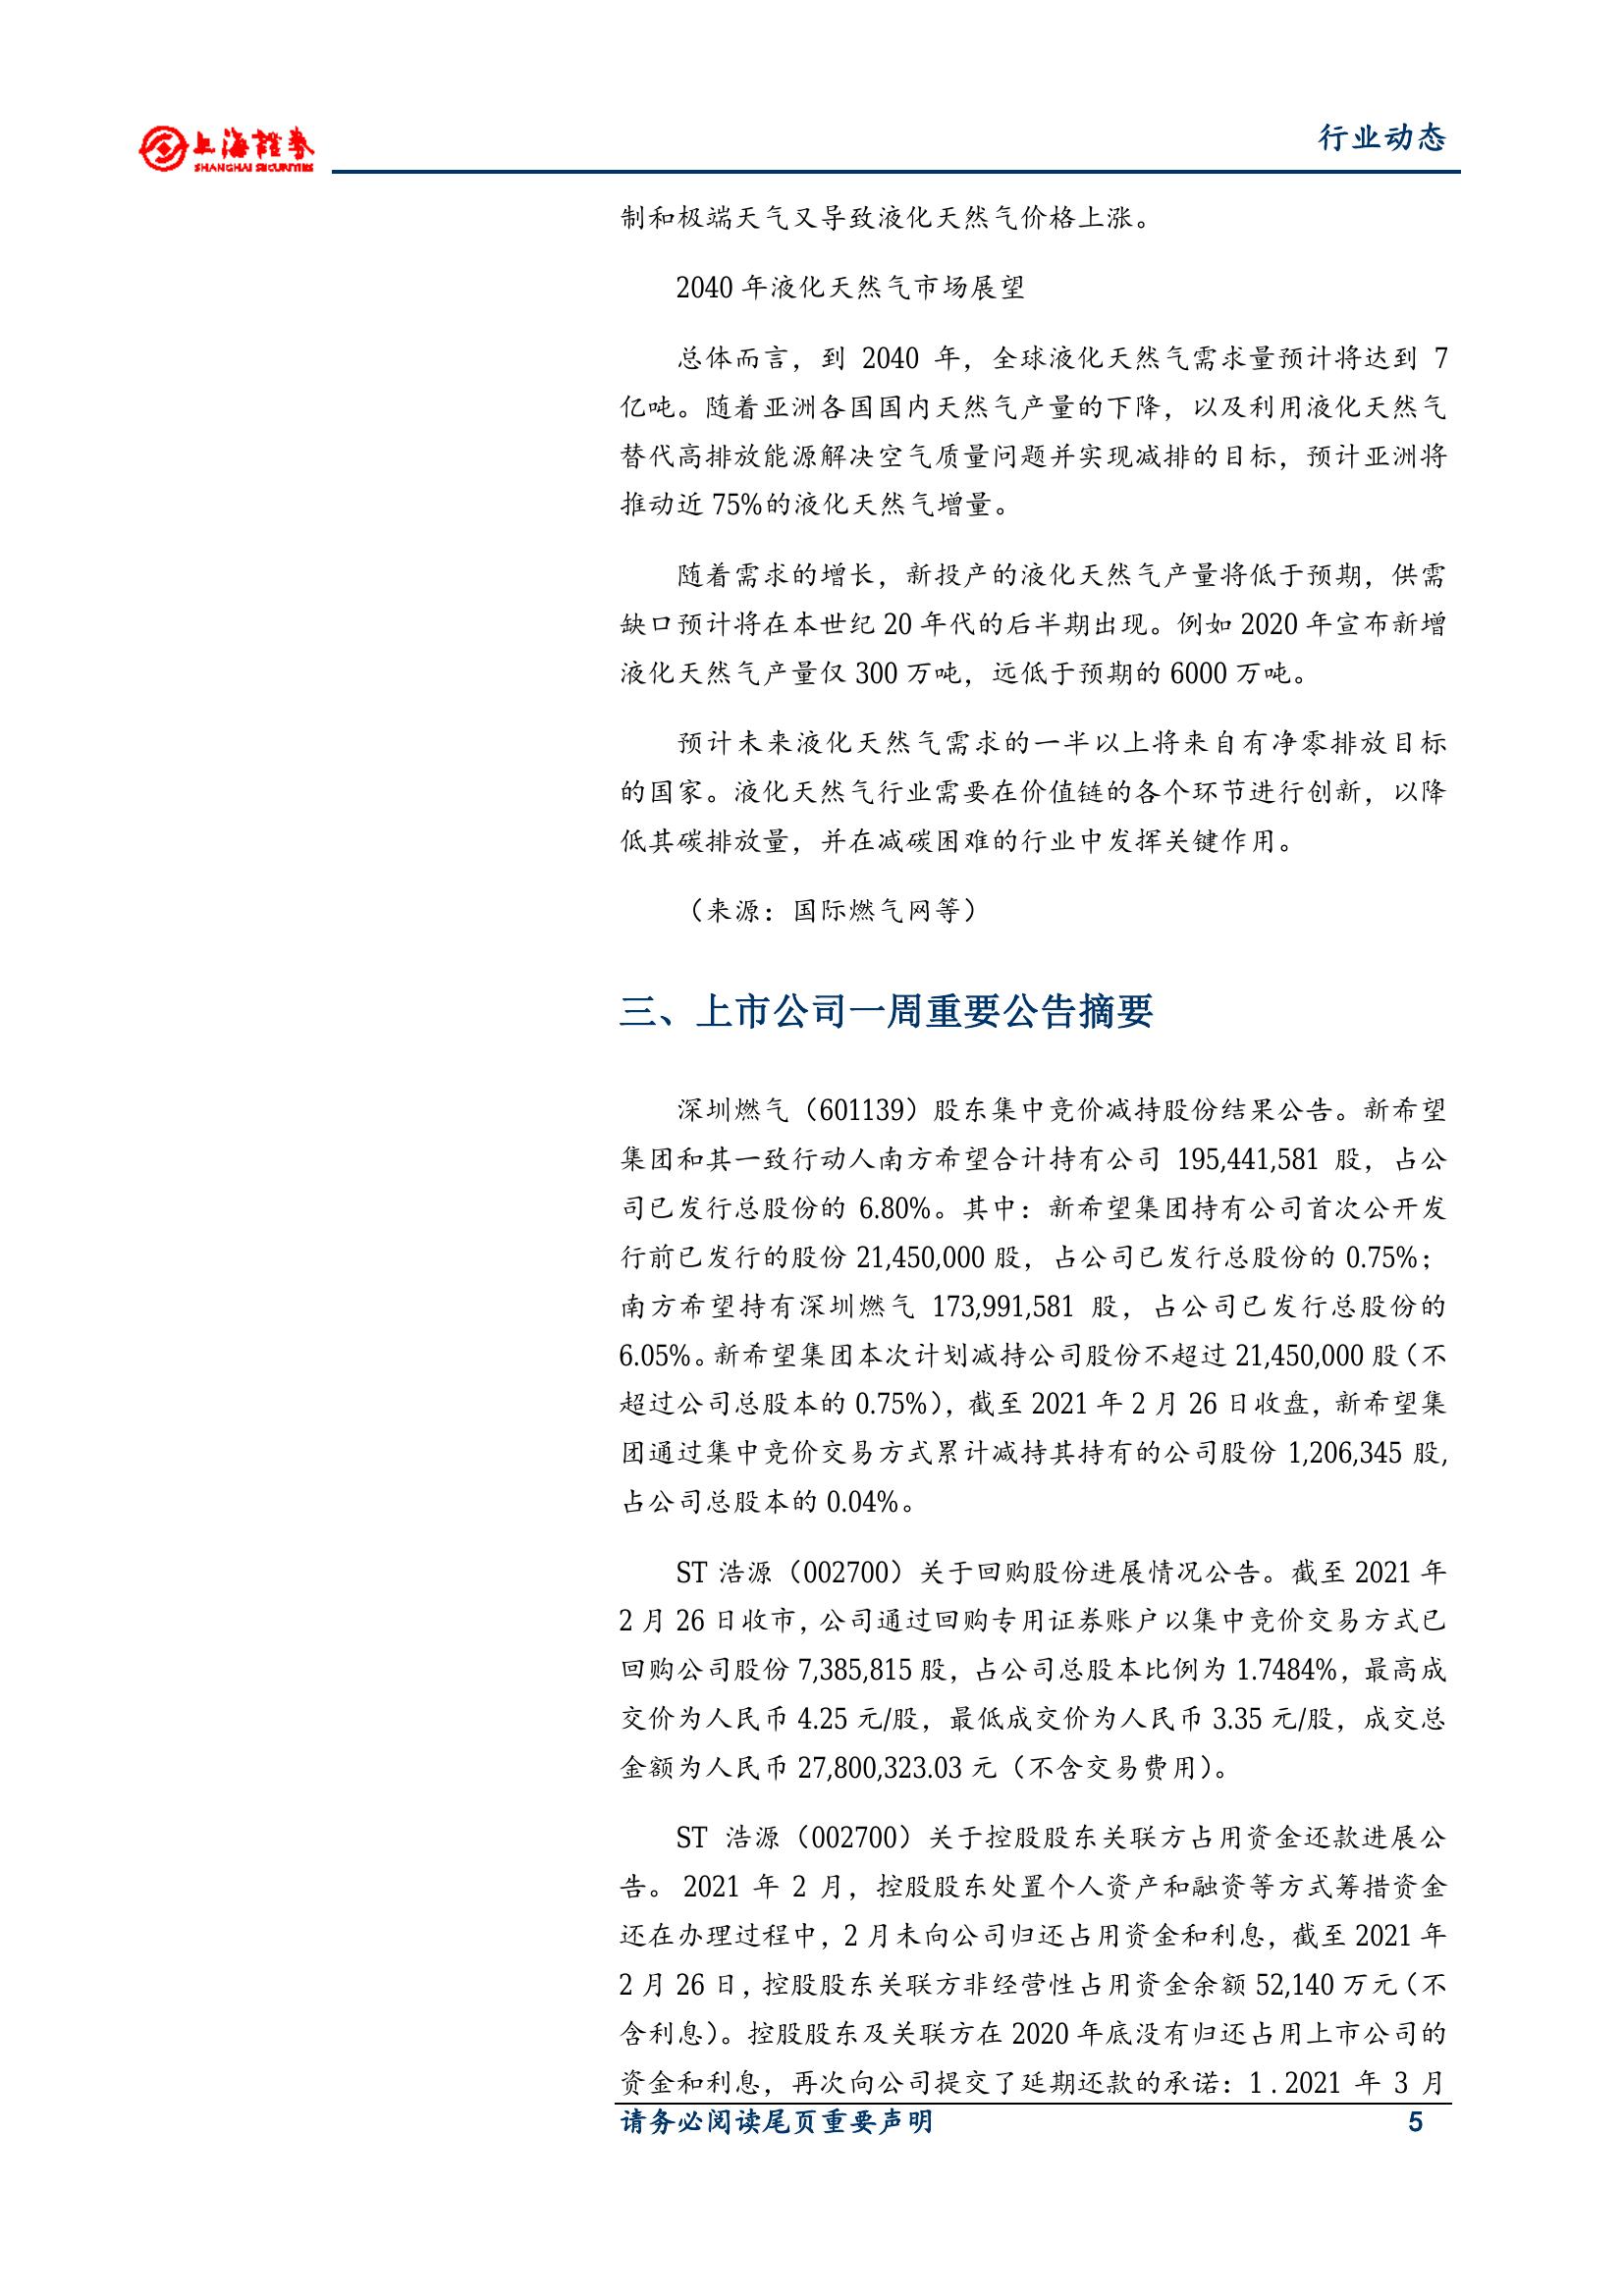 上海證券
SHANGHAI SECURITIES
行业动态
制和极端天气又导致液化天然气价格上涨。
2040 年液化天然气市场展望
总体而言，到 2040 年，全球液化天然气需求量预计将达到 7
亿吨。随着亚洲各国国内天然气产量的下降，以及利用液化天然气
替代高排放能源解决空气质量问题并实现减排的目标，预计亚洲将
推动近 75%的液化天然气增量。
随着需求的增长，新投产的液化天然气产量将低于预期，供需
缺口预计将在本世纪 20 年代的后半期出现。例如 2020 年宣布新增
液化天然气产量仅 300 万吨，远低于预期的 6000 万吨。
预计未来液化天然气需求的一半以上将来自有净零排放目标
的国家。液化天然气行业需要在价值链的各个环节进行创新，以降
低其碳排放量，并在减碳困难的行业中发挥关键作用。
（来源：国际燃气网等）
三、上市公司一周重要公告摘要
深圳燃气（601139）股东集中竞价减持股份结果公告。新希望
集团和其一致行动人南方希望合计持有公司 195,441,581 股，占公
司已发行总股份的 6.80%。其中：新希望集团持有公司首次公开发
行前已发行的股份 21,450,000 股，占公司已发行总股份的 0.75%；
南方希望持有深圳燃气 173,991,581 股，占公司已发行总股份的
6.05%。新希望集团本次计划减持公司股份不超过 21,450,000 股（不
超过公司总股本的 0.75%），截至 2021 年 2 月 26 日收盘，新希望集
团通过集中竞价交易方式累计减持其持有的公司股份 1,206,345 股，
占公司总股本的 0.04%。
ST 浩源（002700）关于回购股份进展情况公告。截至 2021 年
2 月 26 日收市，公司通过回购专用证券账户以集中竞价交易方式已
回购公司股份 7,385,815 股，占公司总股本比例为 1.7484%，最高成
交价为人民币 4.25 元/股，最低成交价为人民币 3.35 元/股，成交总
金额为人民币 27,800,323.03 元（不含交易费用）。
ST 浩源（002700）关于控股股东关联方占用资金还款进展公
告。 2021 年 2 月，控股股东处置个人资产和融资等方式筹措资金
还在办理过程中，2 月未向公司归还占用资金和利息，截至 2021 年
2 月 26 日，控股股东关联方非经营性占用资金余额 52,140 万元（不
含利息）。控股股东及关联方在 2020 年底没有归还占用上市公司的
资金和利息，再次向公司提交了延期还款的承诺：1 . 2021 年 3 月
请务必阅读尾页重要声明 5